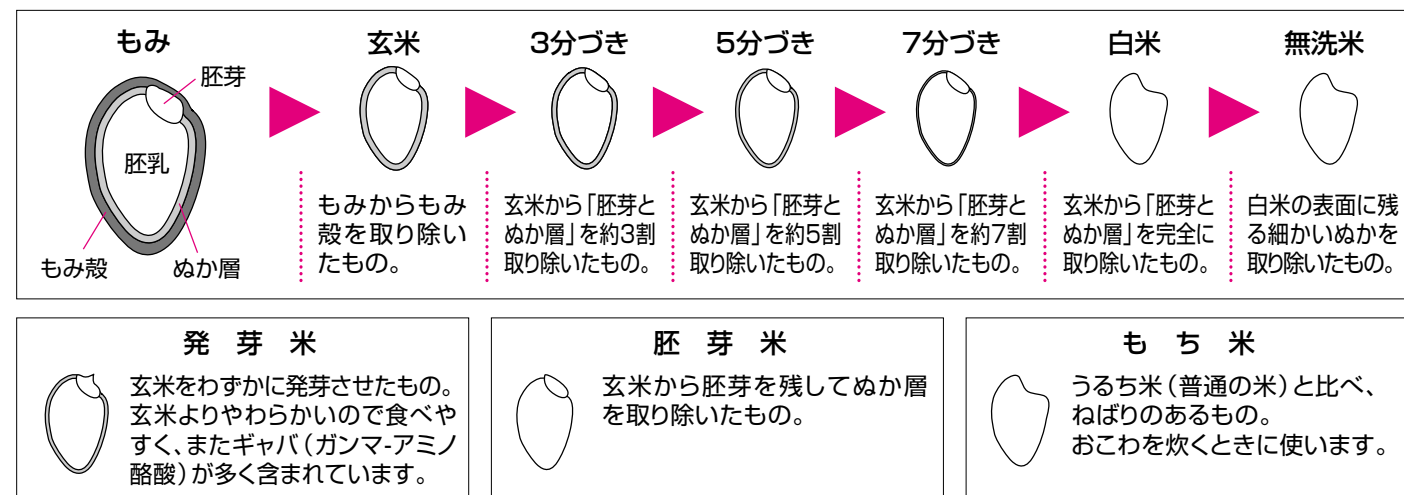 もみ
胚芽
胚乳
もみ殻
ぬか層
玄米
もみからもみ
殻を取り除い
たもの。
3分づき
玄米から「胚芽と
ぬか層」を約3割
取り除いたもの。
5分づき
玄米から「胚芽と
ぬか層」を約5割
取り除いたもの。
7分づき
玄米から「胚芽と
ぬか層」を約7割
取り除いたもの。
白米
玄米から「胚芽と
ぬか層」を完全に
取り除いたもの。
無洗米
白米の表面に残
る細かいぬかを
取り除いたもの。
発芽米
玄米をわずかに発芽させたもの。
玄米よりやわらかいので食べや
すく、またギャバ(ガンマ-アミノ
酪酸)が多く含まれています。
胚芽米
玄米から胚芽を残してぬか層
を取り除いたもの。
もち米
うるち米(普通の米)と比べ、
ねばりのあるもの。
おこわを炊くときに使います。